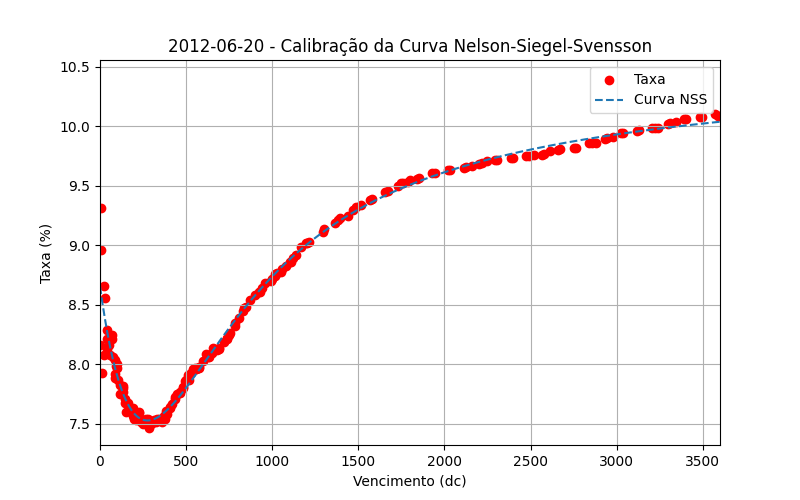 2012-06-20 - Calibração da Curva Nelson-Siegel-Svensson
Taxa
Curva NSS
Taxa (%)
10.5
10.0
9.5
9.0
8.5
8.0
7.5
0 500 1000 1500 2000 2500 3000 3500
Vencimento (dc)